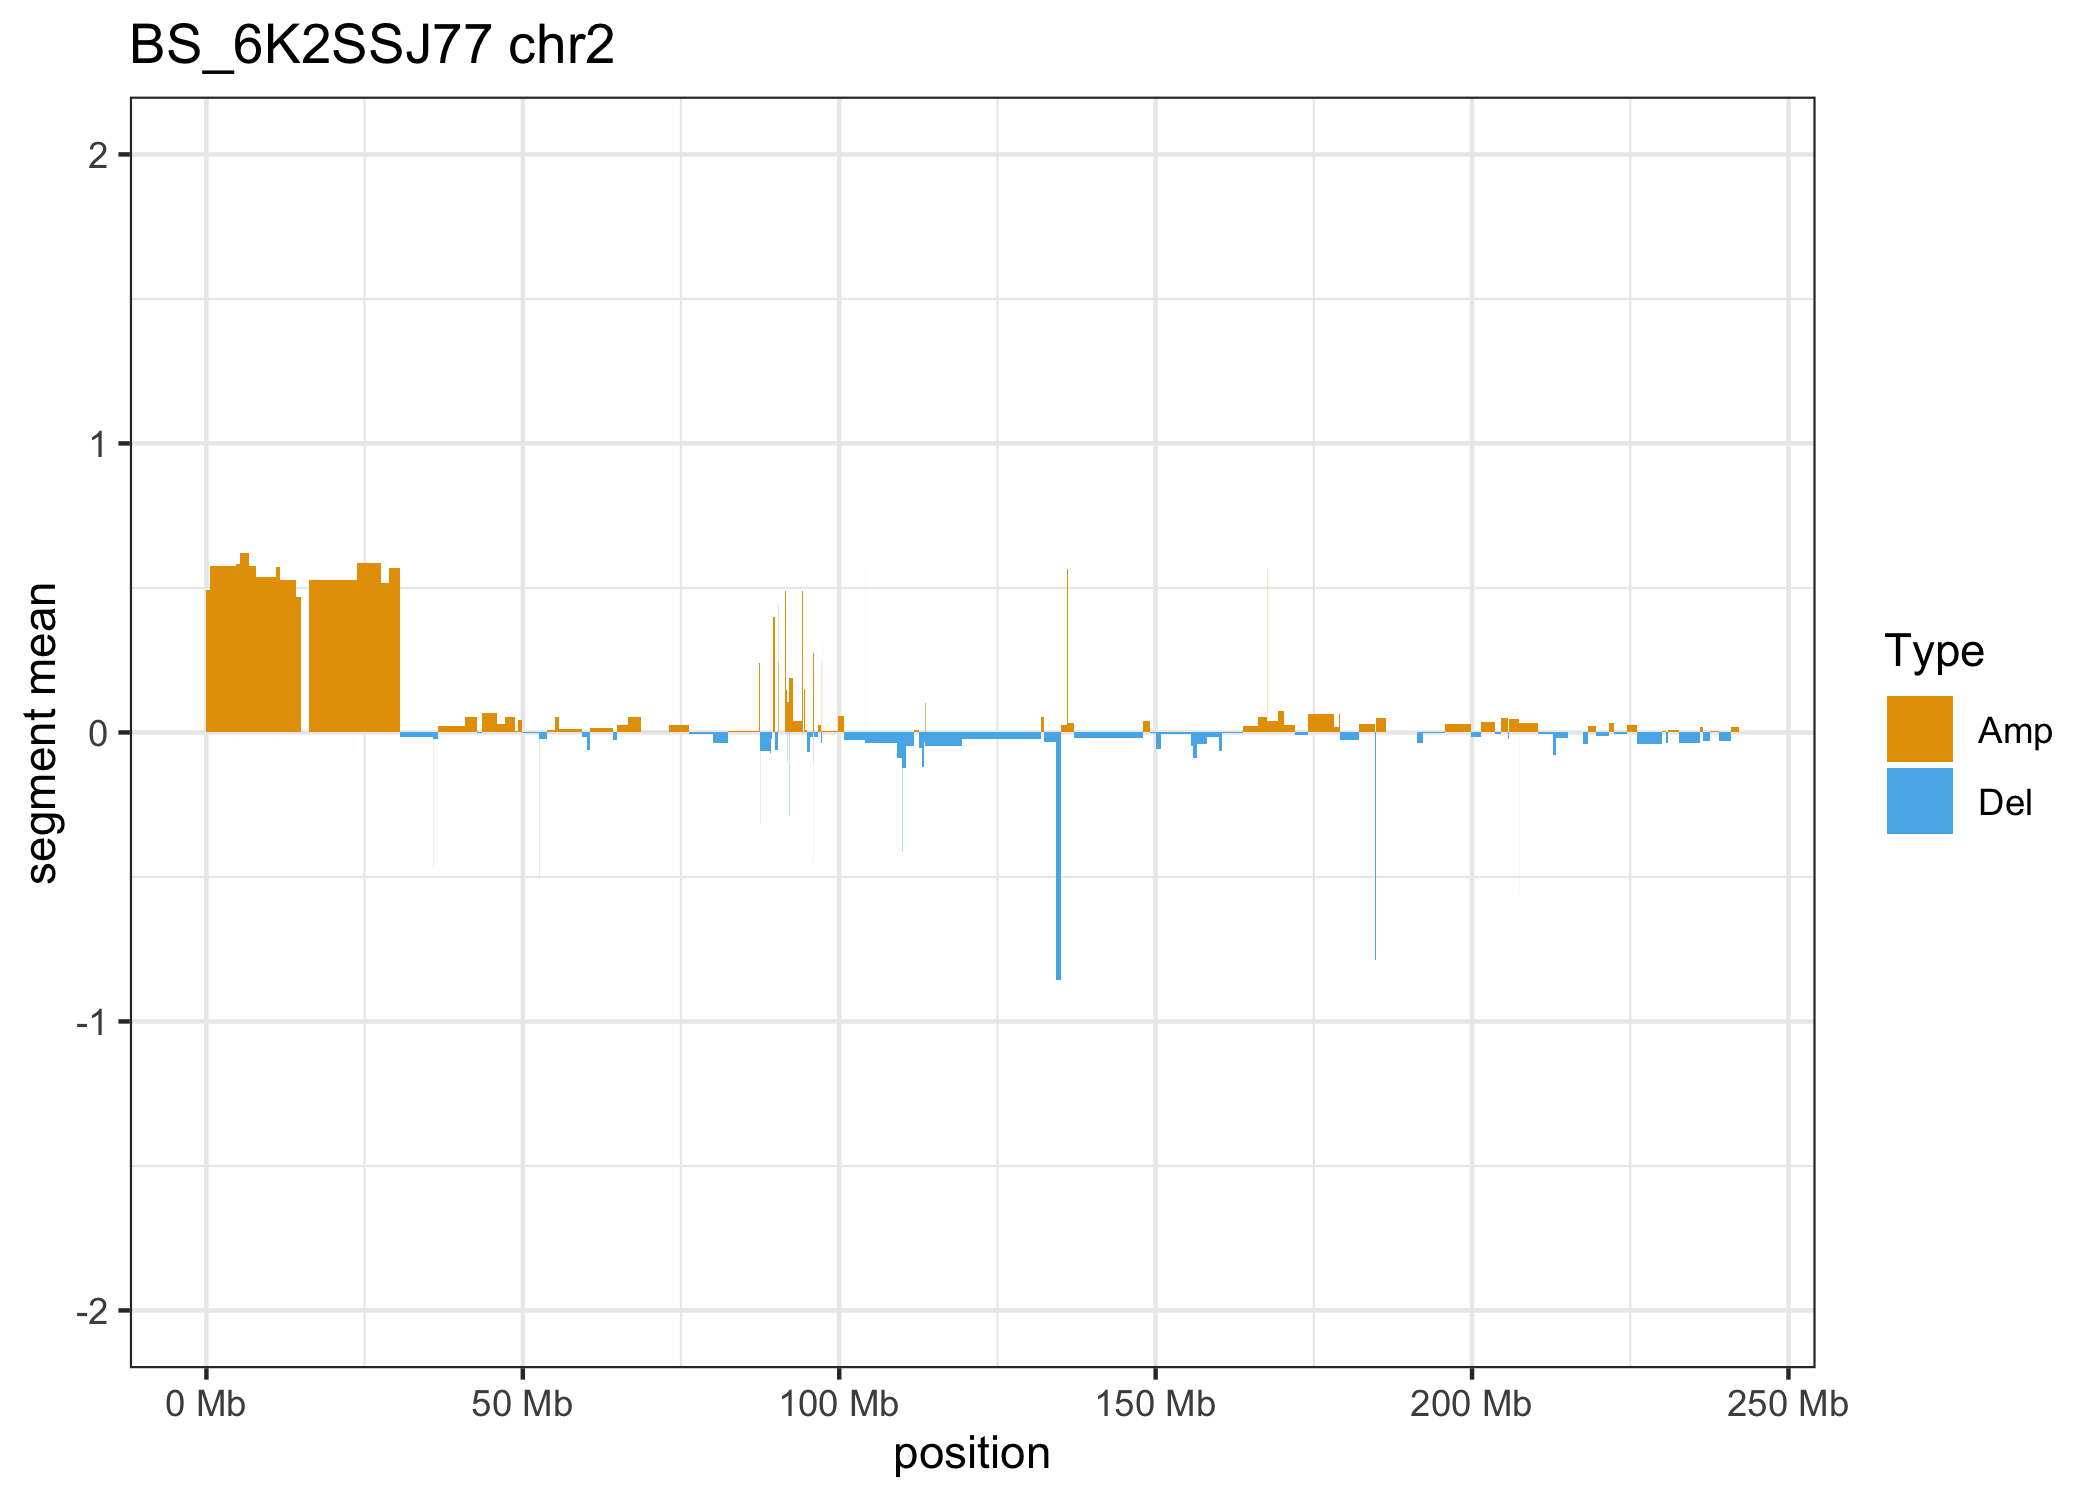 BS_6K2SSJ77 chr2
2
1
0
-1
-2
segment mean
0 Mb
50 Mb
100 Mb
150 Mb
200 Mb
250 Mb
position
Type
Amp
Del